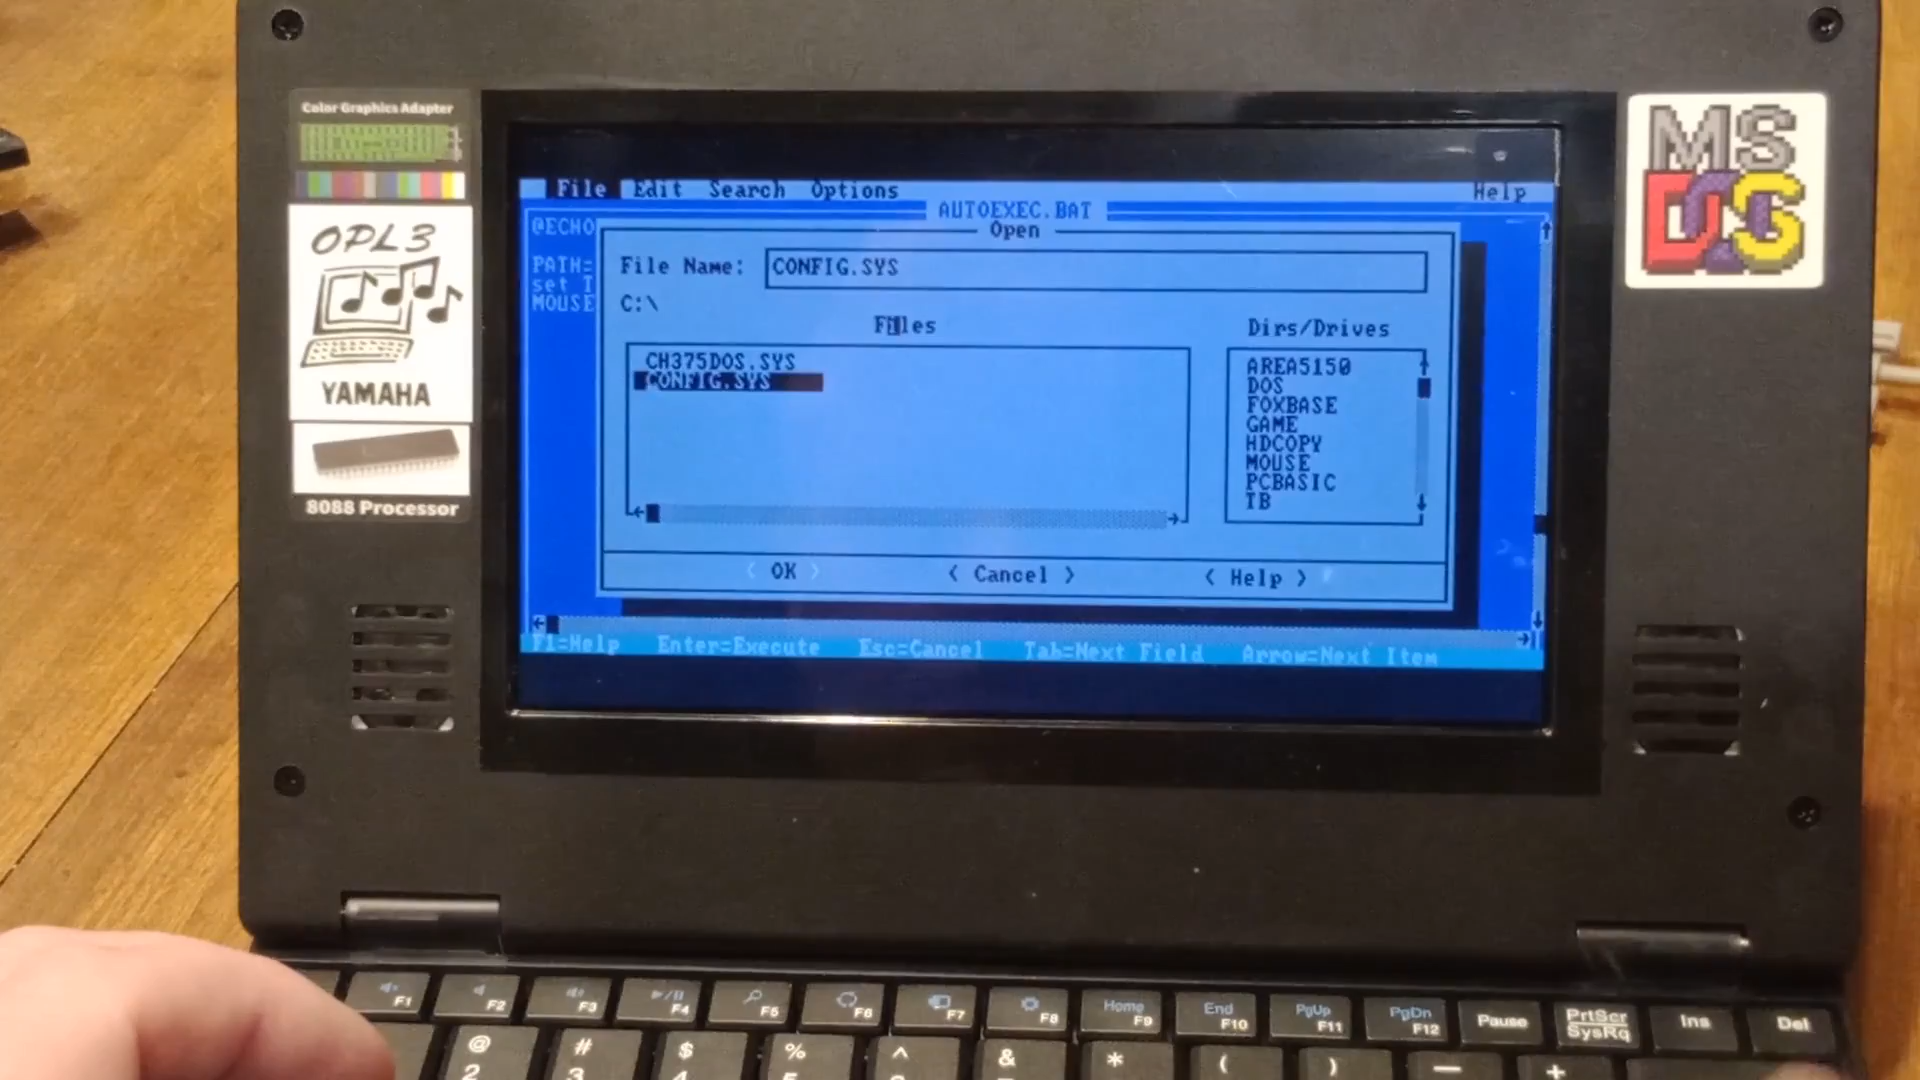 Color Graphics Adapter
OPL3
YAMAHA
8088 Processor
MS
DOS
File Edit Search Options Help
AUTOEXEC.BAT
Open
@ECHO
PATH=
set T
MOUSE
File Name: CONFIG.SYS
C:\
Files
Dirs/Drives
CH375DOS.SYS
CONFIG.SYS
AREA5150
DOS
FOXBASE
GAME
HDCOPY
MOUSE
PCBASIC
TB
< OK > < Cancel > < Help >
F1=Help Enter=Execute Esc=Cancel Tab=Next Field Arrow=Next Item
F1 F2 F3 F4 F5 F6 F7 F8 Home F9 End F10 PgUp F11 PgDn F12 Pause PrtScr SysRq Ins Del
@ # $ % ^ & * ( ) — +
2 3 4